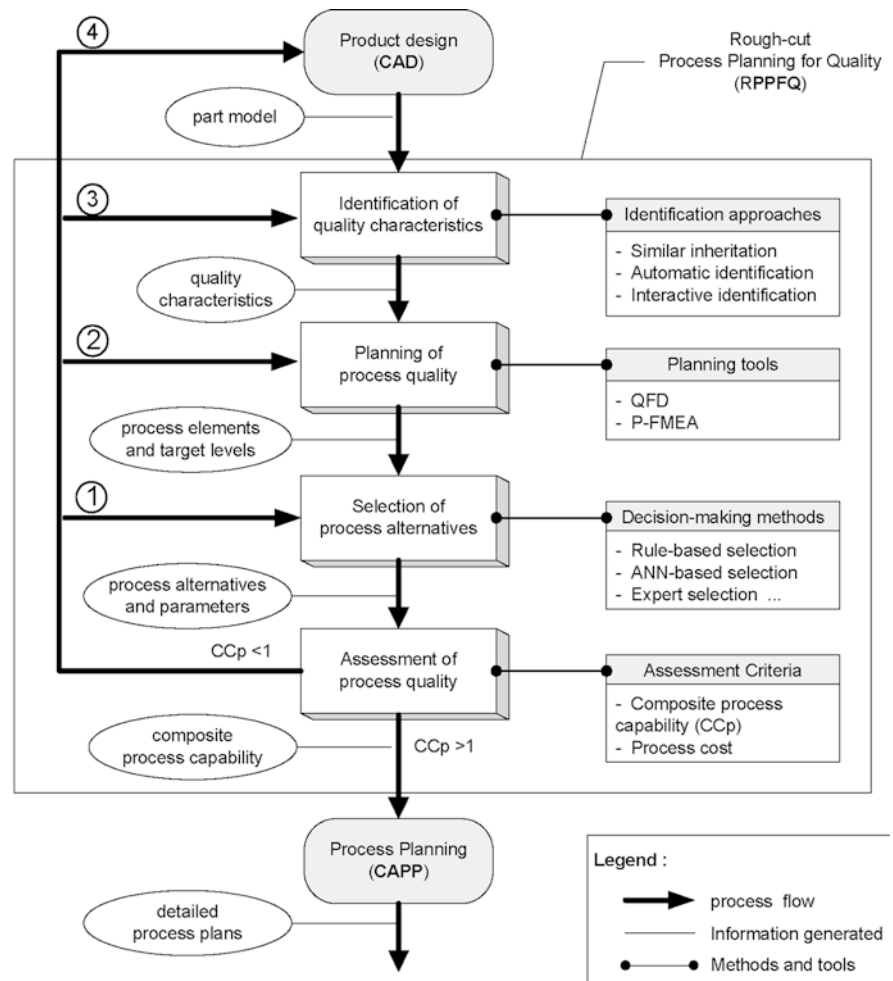 4
Product design
(CAD)
Rough-cut
Process Planning for Quality
(RPPFQ)
part model
3
Identification of
quality characteristics
Identification approaches
- Similar inheritation
- Automatic identification
- Interactive identification
quality
characteristics
2
Planning of
process quality
Planning tools
- QFD
- P-FMEA
process elements
and target levels
1
Selection of
process alternatives
Decision-making methods
- Rule-based selection
- ANN-based selection
- Expert selection ...
process alternatives
and parameters
CCp <1
Assessment of
process quality
Assessment Criteria
- Composite process
capability (CCp)
- Process cost
composite
process capability
CCp >1
Process Planning
(CAPP)
detailed
process plans
Legend :
process flow
Information generated
Methods and tools